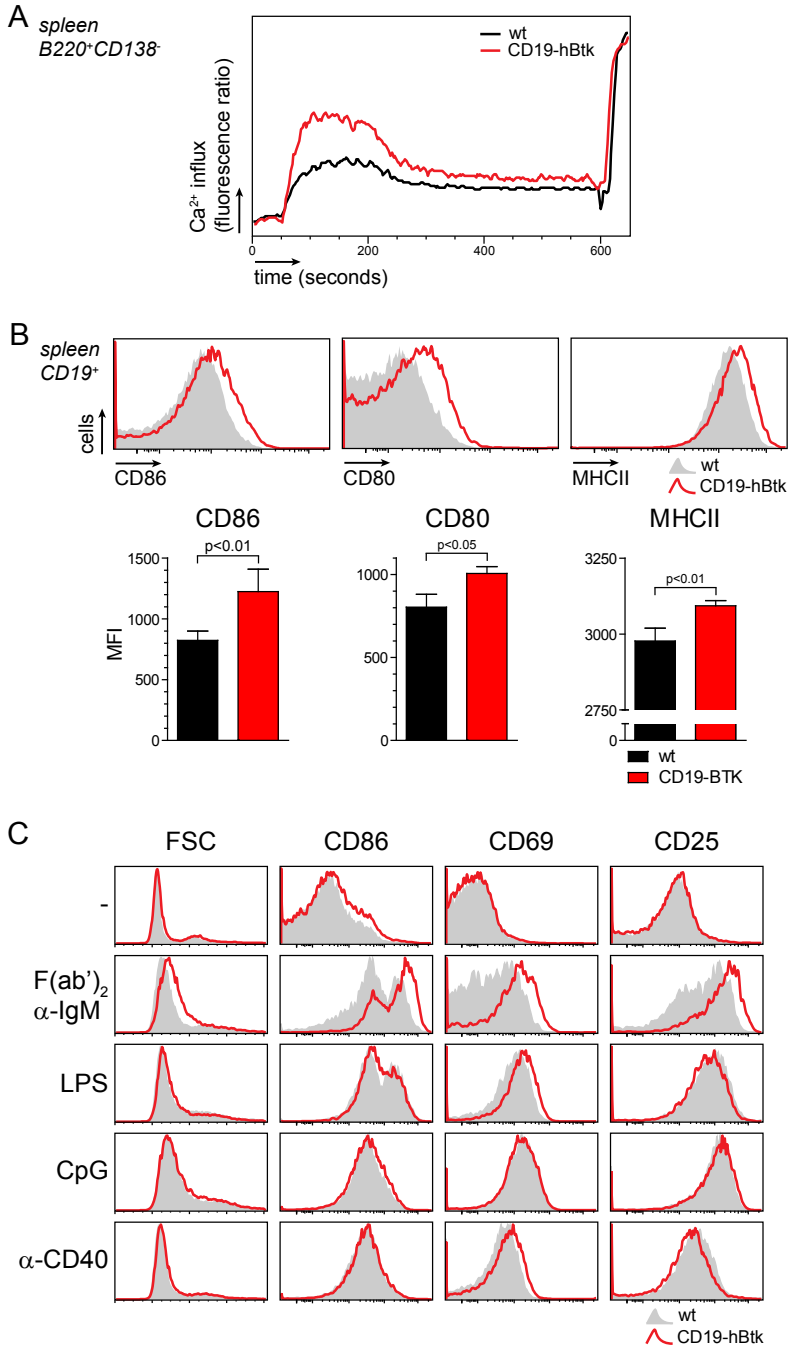 A
spleen
B220⁺CD138⁻
wt
CD19-hBtk
Ca²⁺ influx
(fluorescence ratio)
0 200 400 600
time (seconds)
B
spleen
CD19⁺
cells
CD86 CD80 MHCII
wt
CD19-hBtk
CD86 CD80 MHCII
MFI
1500
1000
500
0
p<0.01
1000
750
500
250
0
p<0.05
3250
3000
2750
0
p<0.01
wt
CD19-BTK
C
FSC CD86 CD69 CD25
-
F(ab')₂
α-IgM
LPS
CpG
α-CD40
wt
CD19-hBtk